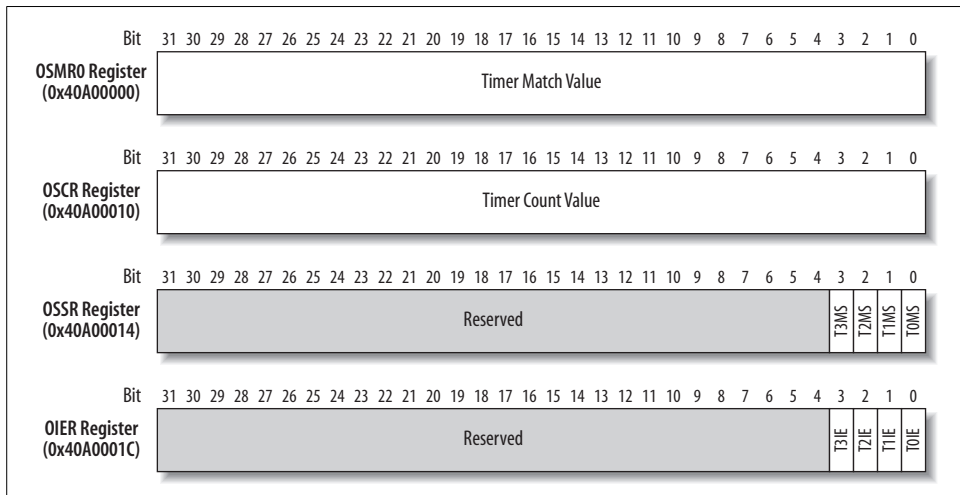 Bit 31 30 29 28 27 26 25 24 23 22 21 20 19 18 17 16 15 14 13 12 11 10 9 8 7 6 5 4 3 2 1 0
OSMR0 Register
(0x40A00000)
Timer Match Value
Bit 31 30 29 28 27 26 25 24 23 22 21 20 19 18 17 16 15 14 13 12 11 10 9 8 7 6 5 4 3 2 1 0
OSCR Register
(0x40A00010)
Timer Count Value
Bit 31 30 29 28 27 26 25 24 23 22 21 20 19 18 17 16 15 14 13 12 11 10 9 8 7 6 5 4 3 2 1 0
OSSR Register
(0x40A00014)
Reserved
T3MS
T2MS
T1MS
T0MS
Bit 31 30 29 28 27 26 25 24 23 22 21 20 19 18 17 16 15 14 13 12 11 10 9 8 7 6 5 4 3 2 1 0
OIER Register
(0x40A0001C)
Reserved
T3IE
T2IE
T1IE
T0IE